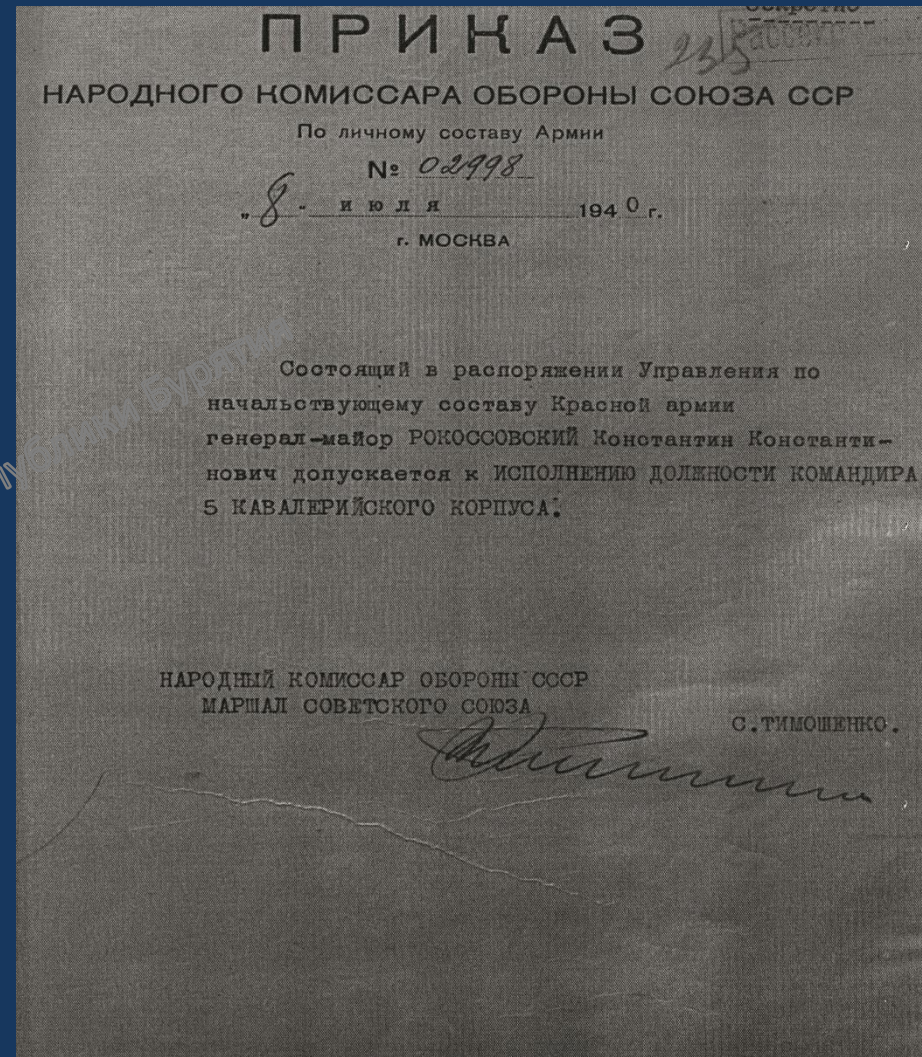 Секретно
ПРИКАЗ
235
НАРОДНОГО КОМИССАРА ОБОРОНЫ СОЮЗА ССР
По личному составу Армии
№ 02998
„ 8 " июля 1940 г.
г. МОСКВА
Состоящий в распоряжении Управления по
начальствующему составу Красной армии
генерал-майор РОКОССОВСКИЙ Константин Константи-
нович допускается к ИСПОЛНЕНИЮ ДОЛЖНОСТИ КОМАНДИРА
5 КАВАЛЕРИЙСКОГО КОРПУСА.
НАРОДНЫЙ КОМИССАР ОБОРОНЫ СССР
МАРШАЛ СОВЕТСКОГО СОЮЗА
С.ТИМОШЕНКО.